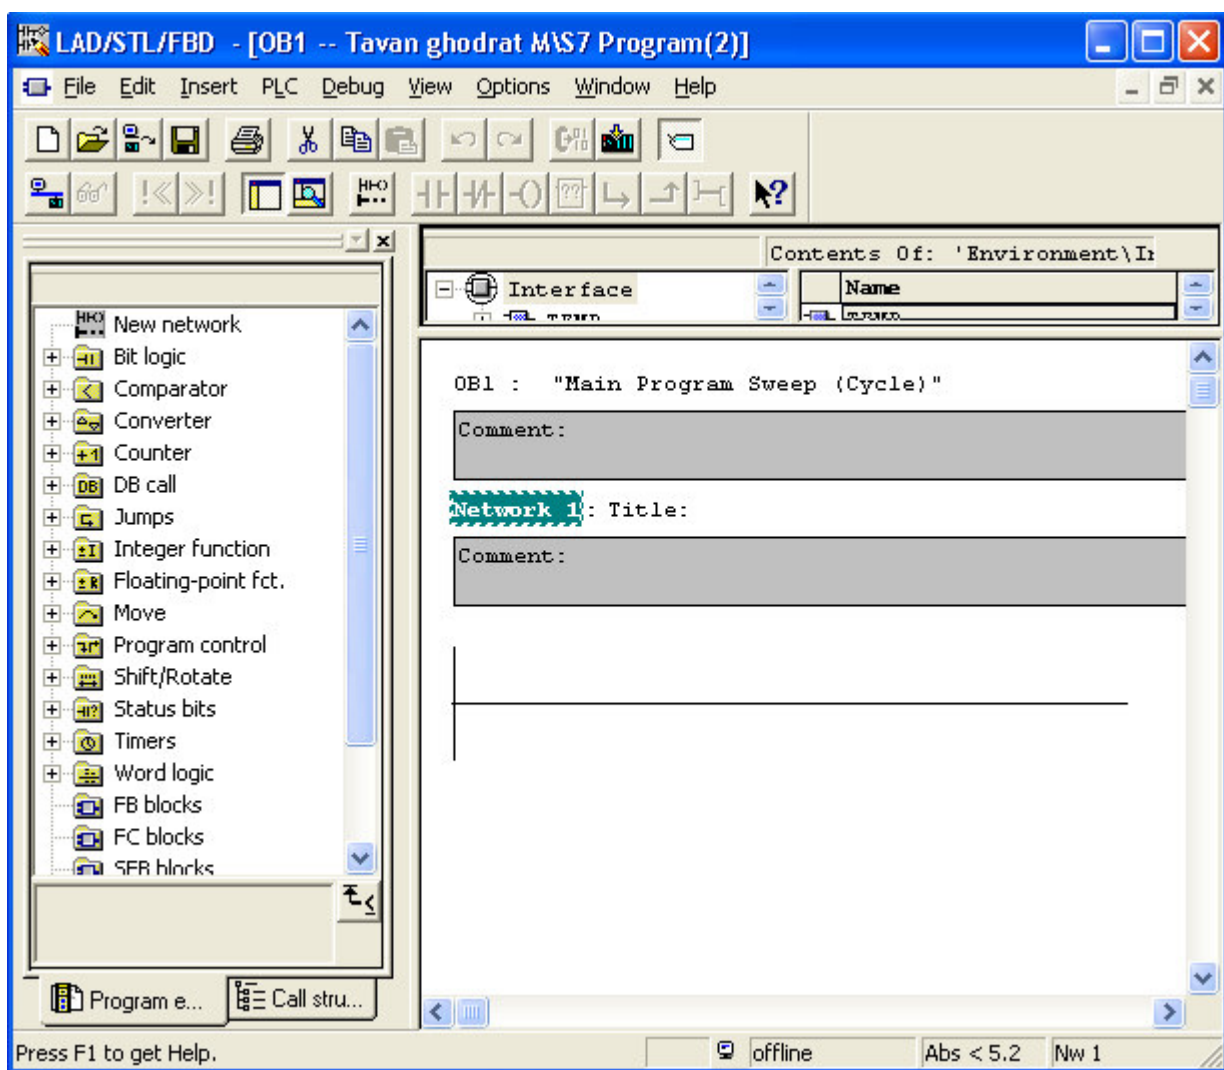 LAD/STL/FBD - [OB1 -- Tavan ghodrat M\S7 Program(2)]
File Edit Insert PLC Debug View Options Window Help
Contents Of: 'Environment\In
Interface
Name
TEMP
TEMP
New network
Bit logic
Comparator
Converter
Counter
DB call
Jumps
Integer function
Floating-point fct.
Move
Program control
Shift/Rotate
Status bits
Timers
Word logic
FB blocks
FC blocks
SFB blocks
OB1 : "Main Program Sweep (Cycle)"
Comment:
Network 1: Title:
Comment:
Program e...
Call stru...
Press F1 to get Help.
offline
Abs < 5.2
Nw 1